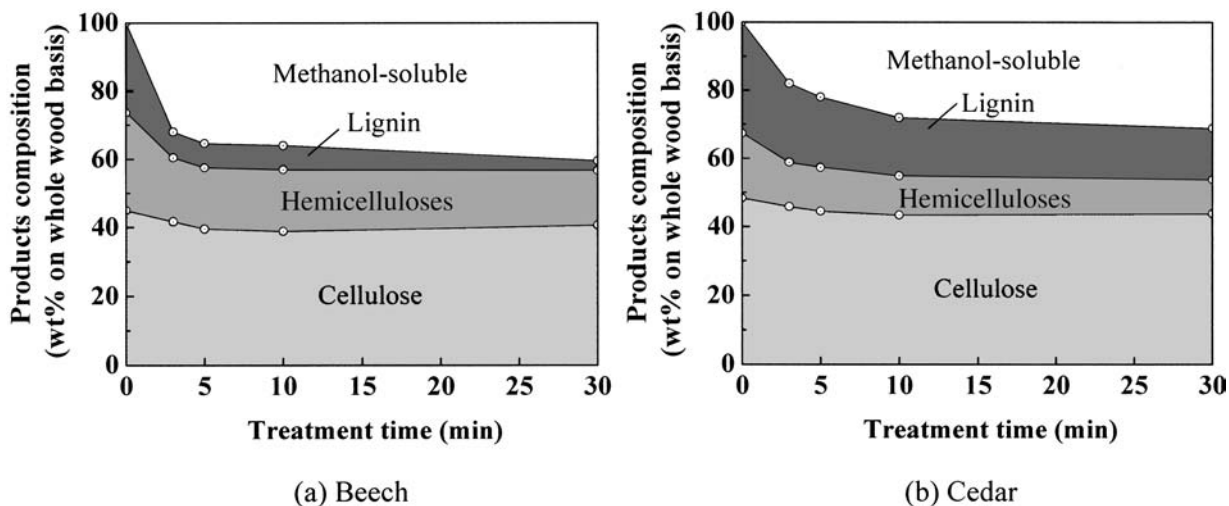 Products composition
(wt% on whole wood basis)
100
80
60
40
20
0
Methanol-soluble
Lignin
Hemicelluloses
Cellulose
0 5 10 15 20 25 30
Treatment time (min)
(a) Beech
Products composition
(wt% on whole wood basis)
100
80
60
40
20
0
Methanol-soluble
Lignin
Hemicelluloses
Cellulose
0 5 10 15 20 25 30
Treatment time (min)
(b) Cedar